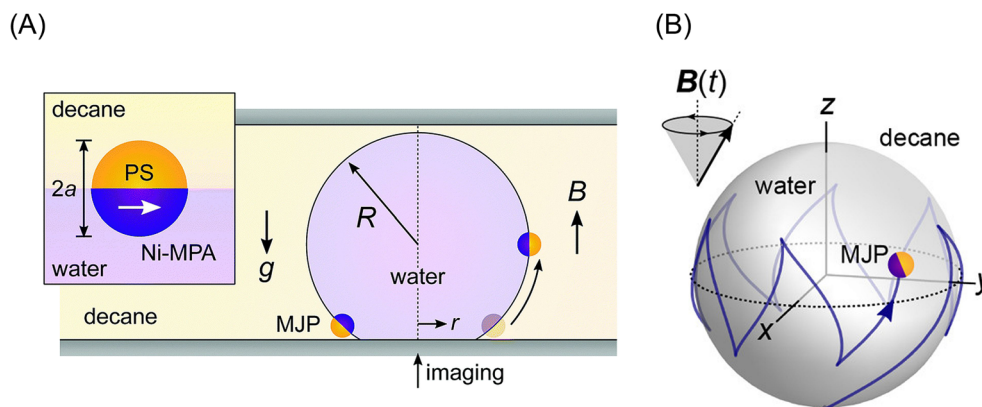 (A)
decane
PS
2a
Ni-MPA
water
g
R
water
B
decane
MJP
r
imaging
(B)
B(t)
z
decane
water
MJP
x
y